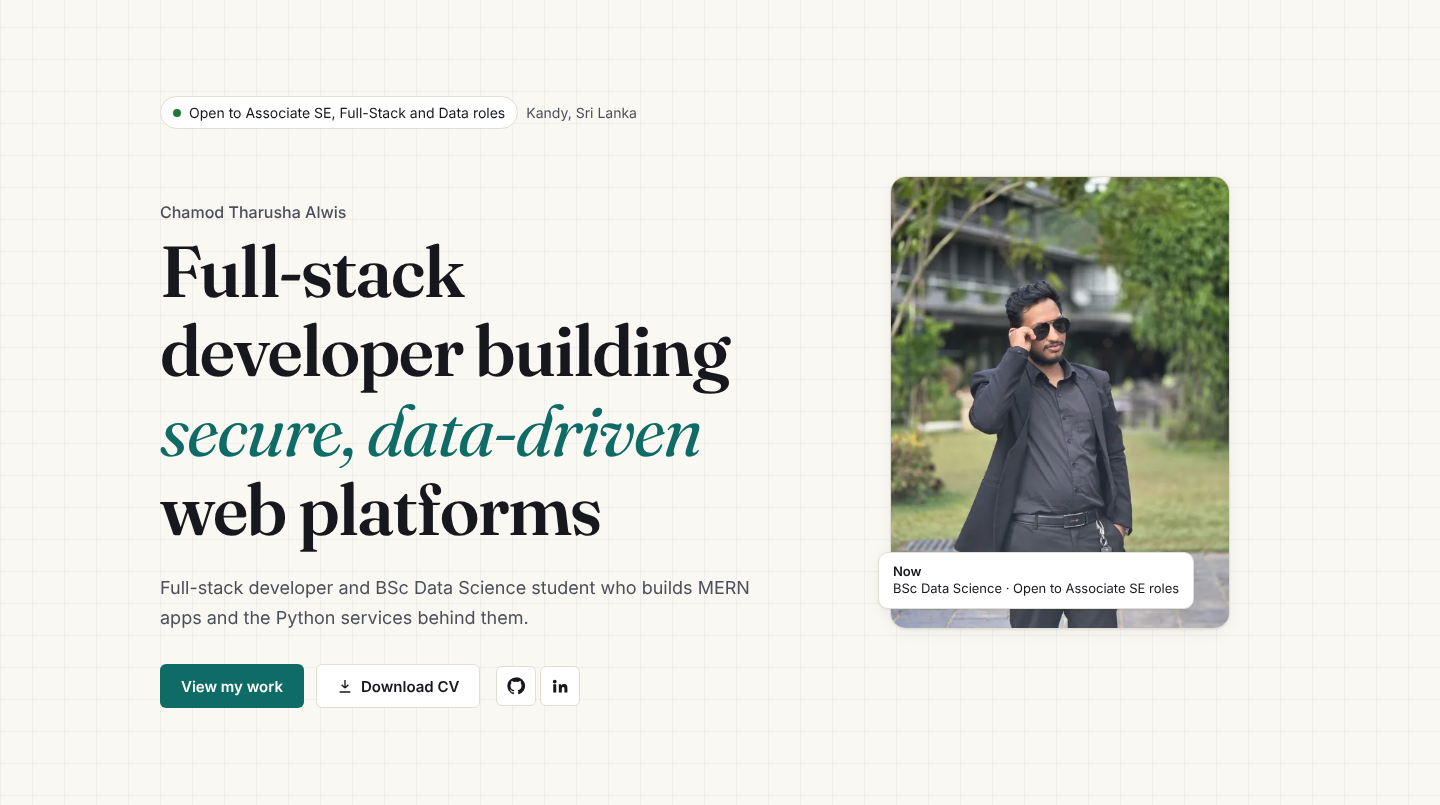 Open to Associate SE, Full-Stack and Data roles
Kandy, Sri Lanka
Chamod Tharusha Alwis
Full-stack
developer building
secure, data-driven
web platforms
Full-stack developer and BSc Data Science student who builds MERN
apps and the Python services behind them.
View my work
Download CV
in
Now
BSc Data Science · Open to Associate SE roles